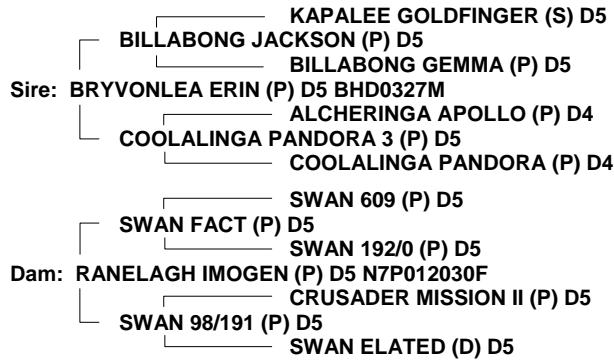 KAPALEE GOLDFINGER (S) D5
BILLABONG JACKSON (P) D5
BILLABONG GEMMA (P) D5
Sire: BRYVONLEA ERIN (P) D5 BHD0327M
ALCHERINGA APOLLO (P) D4
COOLALINGA PANDORA 3 (P) D5
COOLALINGA PANDORA (P) D4
SWAN 609 (P) D5
SWAN FACT (P) D5
SWAN 192/0 (P) D5
Dam: RANELAGH IMOGEN (P) D5 N7P012030F
CRUSADER MISSION II (P) D5
SWAN 98/191 (P) D5
SWAN ELATED (D) D5